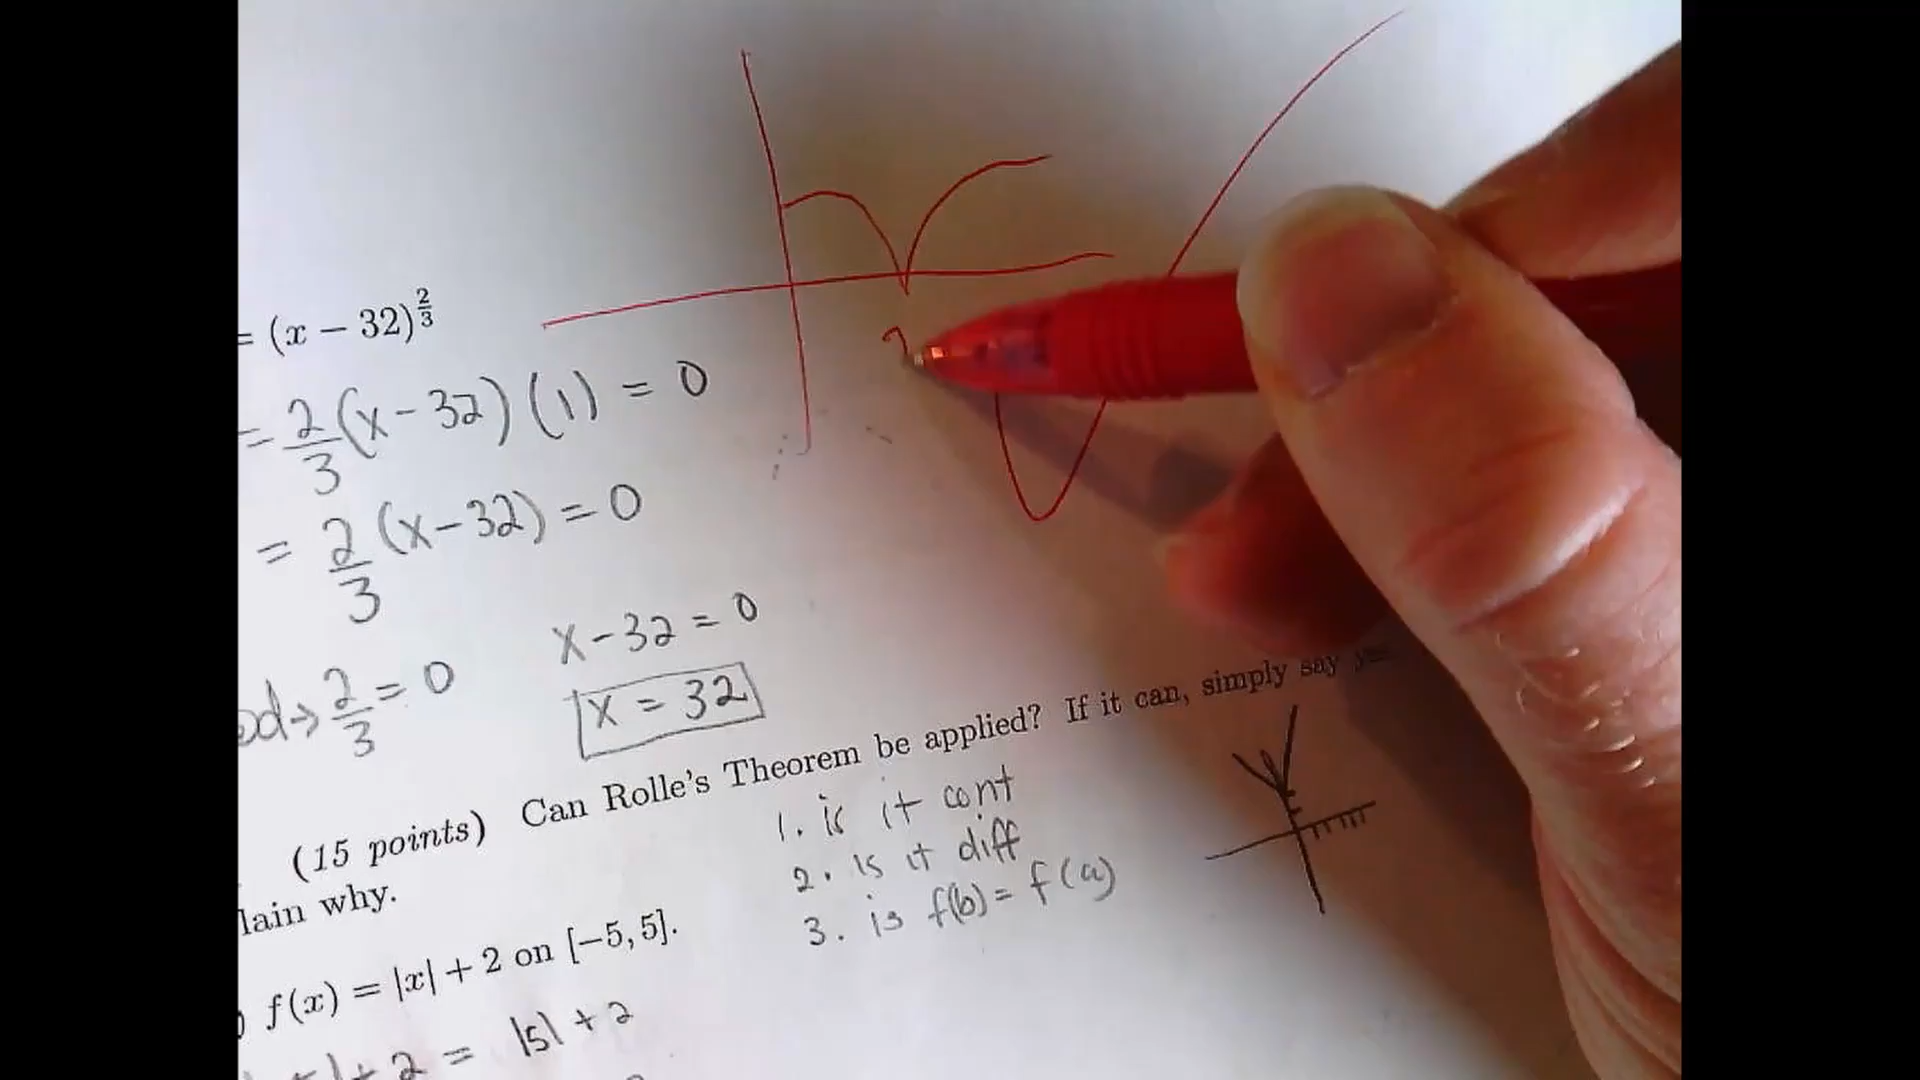 = (x − 32)^{2/3}
= 2/3 (x - 32) (1) = 0
= 2/3 (x - 32) = 0
x - 32 = 0
→ 2/3 = 0
x = 32
(15 points) Can Rolle's Theorem be applied? If it can, simply say
lain why.
1. is it cont
2. is it diff
3. is f(b) = f(a)
f(x) = |x| + 2 on [−5, 5].
+ 2 = |5| + 2